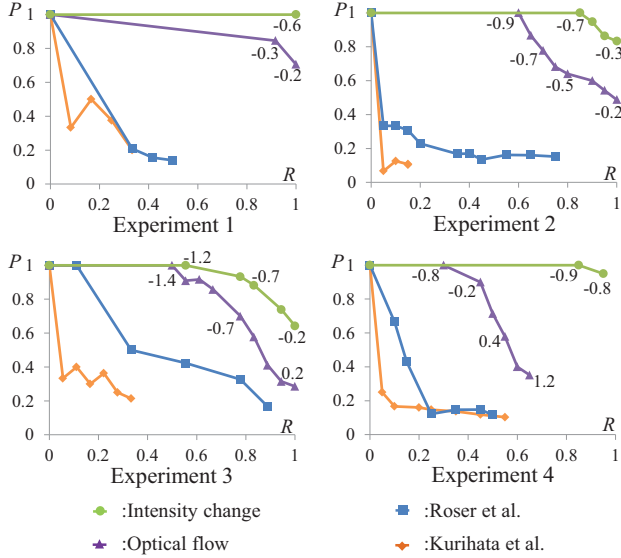 P P
1 -0.6 1 -0.9 -0.7
0.8 -0.3 0.8 -0.7 -0.3
0.6 -0.2 0.6 -0.5
0.4 0.4 -0.2
0.2 0.2
0 R 0 R
0 0.2 0.4 0.6 0.8 1 0 0.2 0.4 0.6 0.8 1
Experiment 1 Experiment 2
P P
1 -1.2 1
0.8 -1.4 -0.7 0.8 -0.8 -0.2 -0.9 -0.8
0.6 -0.7 -0.2 0.6 0.4
0.4 0.2 0.4 1.2
0.2 0.2
0 R 0 R
0 0.2 0.4 0.6 0.8 1 0 0.2 0.4 0.6 0.8 1
Experiment 3 Experiment 4
:Intensity change :Roser et al.
:Optical flow :Kurihata et al.